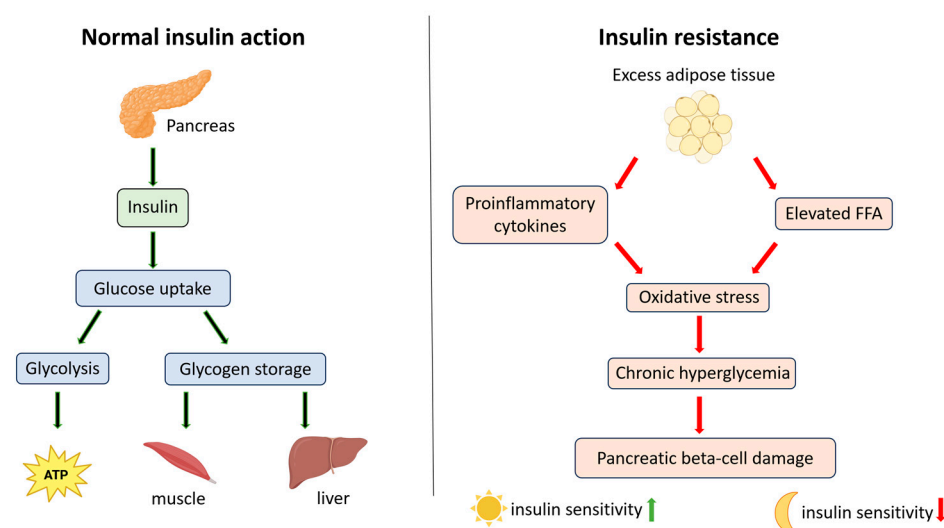 Normal insulin action
Pancreas
Insulin
Glucose uptake
Glycolysis
Glycogen storage
ATP
muscle
liver
Insulin resistance
Excess adipose tissue
Proinflammatory
cytokines
Elevated FFA
Oxidative stress
Chronic hyperglycemia
Pancreatic beta-cell damage
insulin sensitivity
insulin sensitivity